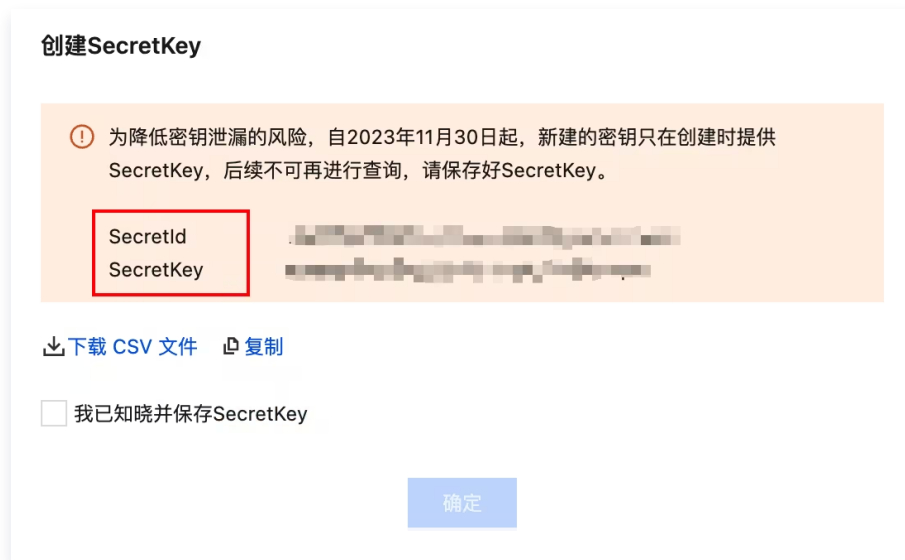 创建SecretKey
为降低密钥泄漏的风险，自2023年11月30日起，新建的密钥只在创建时提供
SecretKey，后续不可再进行查询，请保存好SecretKey。
SecretId
SecretKey
下载 CSV 文件 复制
我已知晓并保存SecretKey
确定